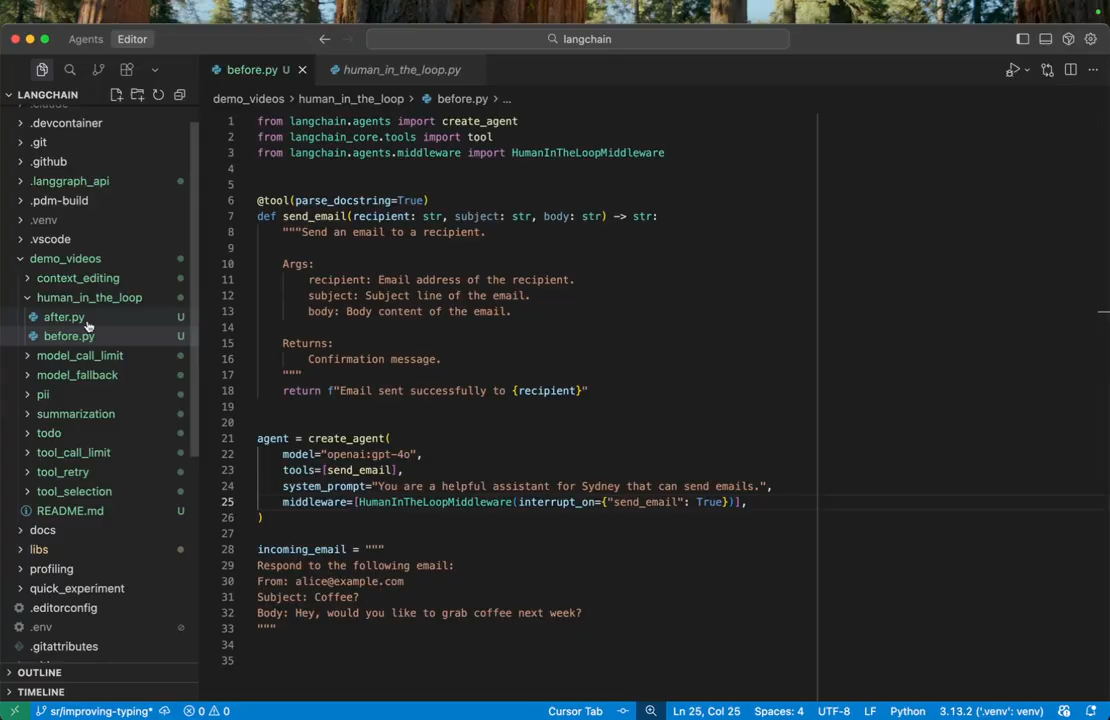 Agents Editor
langchain
before.py U
human_in_the_loop.py
LANGCHAIN
demo_videos > human_in_the_loop > before.py > ...
.devcontainer
.git
.github
.langgraph_api
.pdm-build
.venv
.vscode
demo_videos
context_editing
human_in_the_loop
after.py U
before.py U
model_call_limit
model_fallback
pii
summarization
todo
tool_call_limit
tool_retry
tool_selection
README.md U
docs
libs
profiling
quick_experiment
.editorconfig
.env
.gitattributes
OUTLINE
TIMELINE
1 from langchain.agents import create_agent
2 from langchain_core.tools import tool
3 from langchain.agents.middleware import HumanInTheLoopMiddleware
4
5
6 @tool(parse_docstring=True)
7 def send_email(recipient: str, subject: str, body: str) -> str:
8 """Send an email to a recipient.
9
10 Args:
11 recipient: Email address of the recipient.
12 subject: Subject line of the email.
13 body: Body content of the email.
14
15 Returns:
16 Confirmation message.
17 """
18 return f"Email sent successfully to {recipient}"
19
20
21 agent = create_agent(
22 model="openai:gpt-4o",
23 tools=[send_email],
24 system_prompt="You are a helpful assistant for Sydney that can send emails.",
25 middleware=[HumanInTheLoopMiddleware(interrupt_on={"send_email": True})],
26 )
27
28 incoming_email = """
29 Respond to the following email:
30 From: alice@example.com
31 Subject: Coffee?
32 Body: Hey, would you like to grab coffee next week?
33 """
34
35
sr/improving-typing* 0 0 Cursor Tab Ln 25, Col 25 Spaces: 4 UTF-8 LF Python 3.13.2 ('.venv': venv)